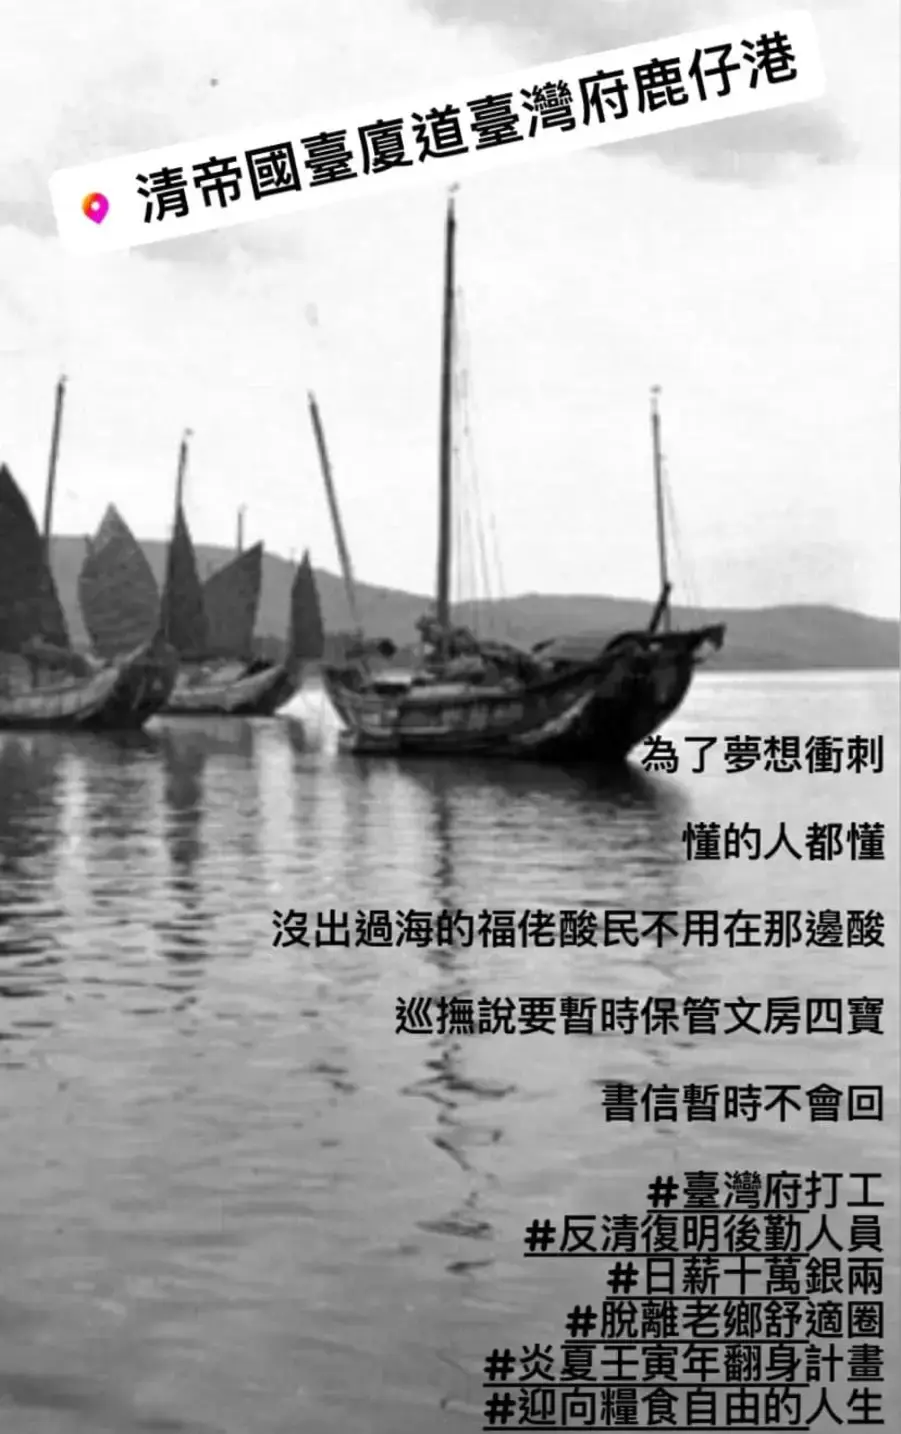 清帝國臺廈道臺灣府鹿仔港
為了夢想衝刺
懂的人都懂
沒出過海的福佬酸民不用在那邊酸
巡撫說要暫時保管文房四寶
書信暫時不會回
#臺灣府打工
#反清復明後勤人員
#日薪十萬銀兩
#脫離老鄉舒適圈
#炎夏壬寅年翻身計畫
#迎向糧食自由的人生